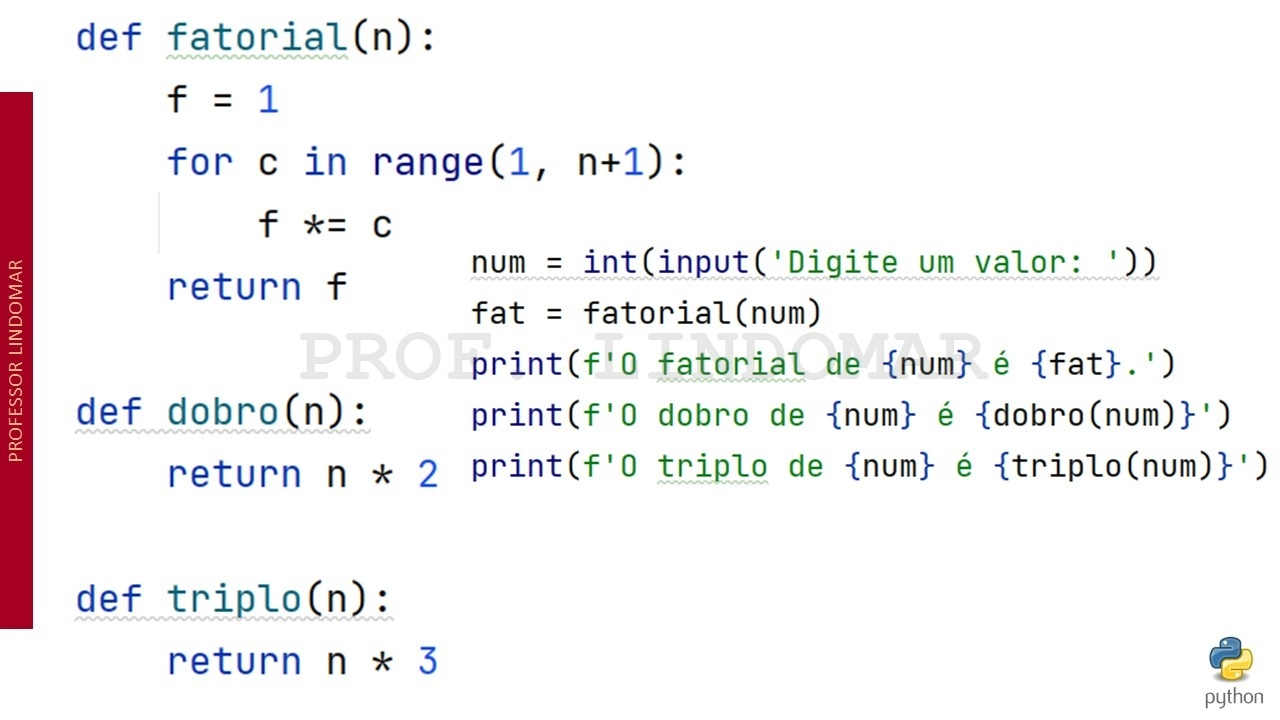 def fatorial(n):
    f = 1
    for c in range(1, n+1):
        f *= c
    return f
def dobro(n):
    return n * 2
def triplo(n):
    return n * 3
num = int(input('Digite um valor: '))
fat = fatorial(num)
print(f'O fatorial de {num} é {fat}.')
print(f'O dobro de {num} é {dobro(num)}')
print(f'O triplo de {num} é {triplo(num)}')
PROF. LINDOMAR
PROFESSOR LINDOMAR
python